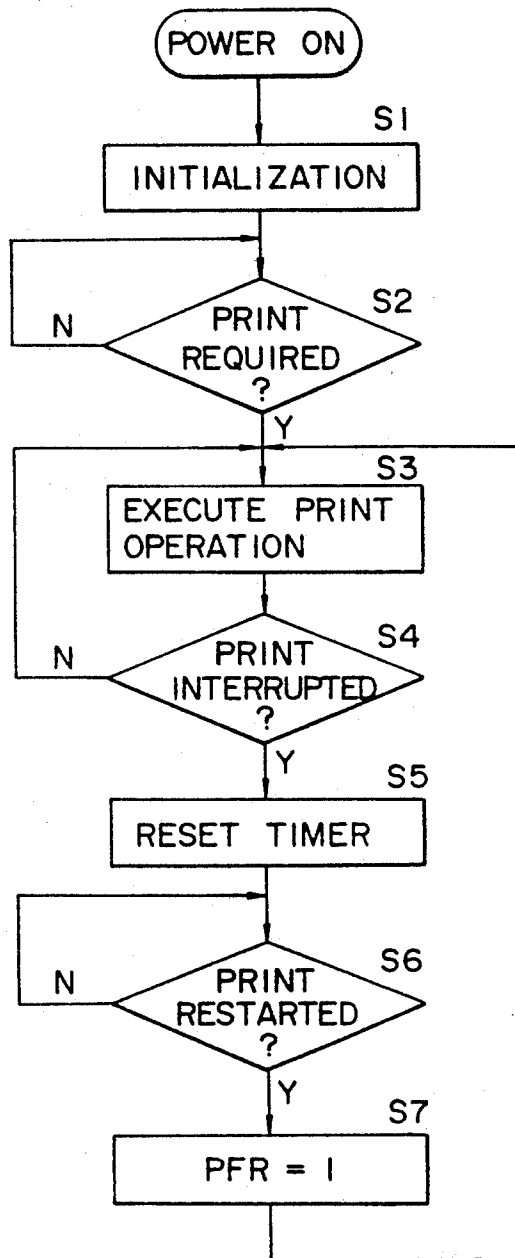 POWER ON
S1
INITIALIZATION
S2
PRINT
REQUIRED
?
N
Y
S3
EXECUTE PRINT
OPERATION
S4
PRINT
INTERRUPTED
?
N
Y
S5
RESET TIMER
S6
PRINT
RESTARTED
?
N
Y
S7
PFR = 1